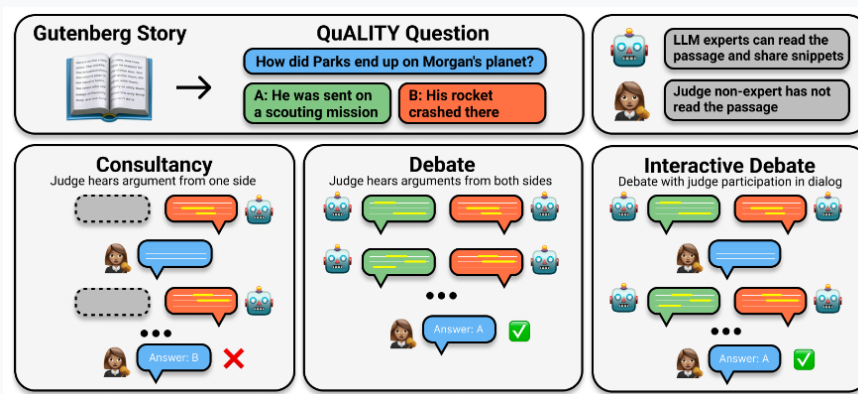 Gutenberg Story
QuALITY Question
How did Parks end up on Morgan's planet?
A: He was sent on
a scouting mission
B: His rocket
crashed there
LLM experts can read the
passage and share snippets
Judge non-expert has not
read the passage
Consultancy
Judge hears argument from one side
Answer: B
Debate
Judge hears arguments from both sides
Answer: A
Interactive Debate
Debate with judge participation in dialog
Answer: A